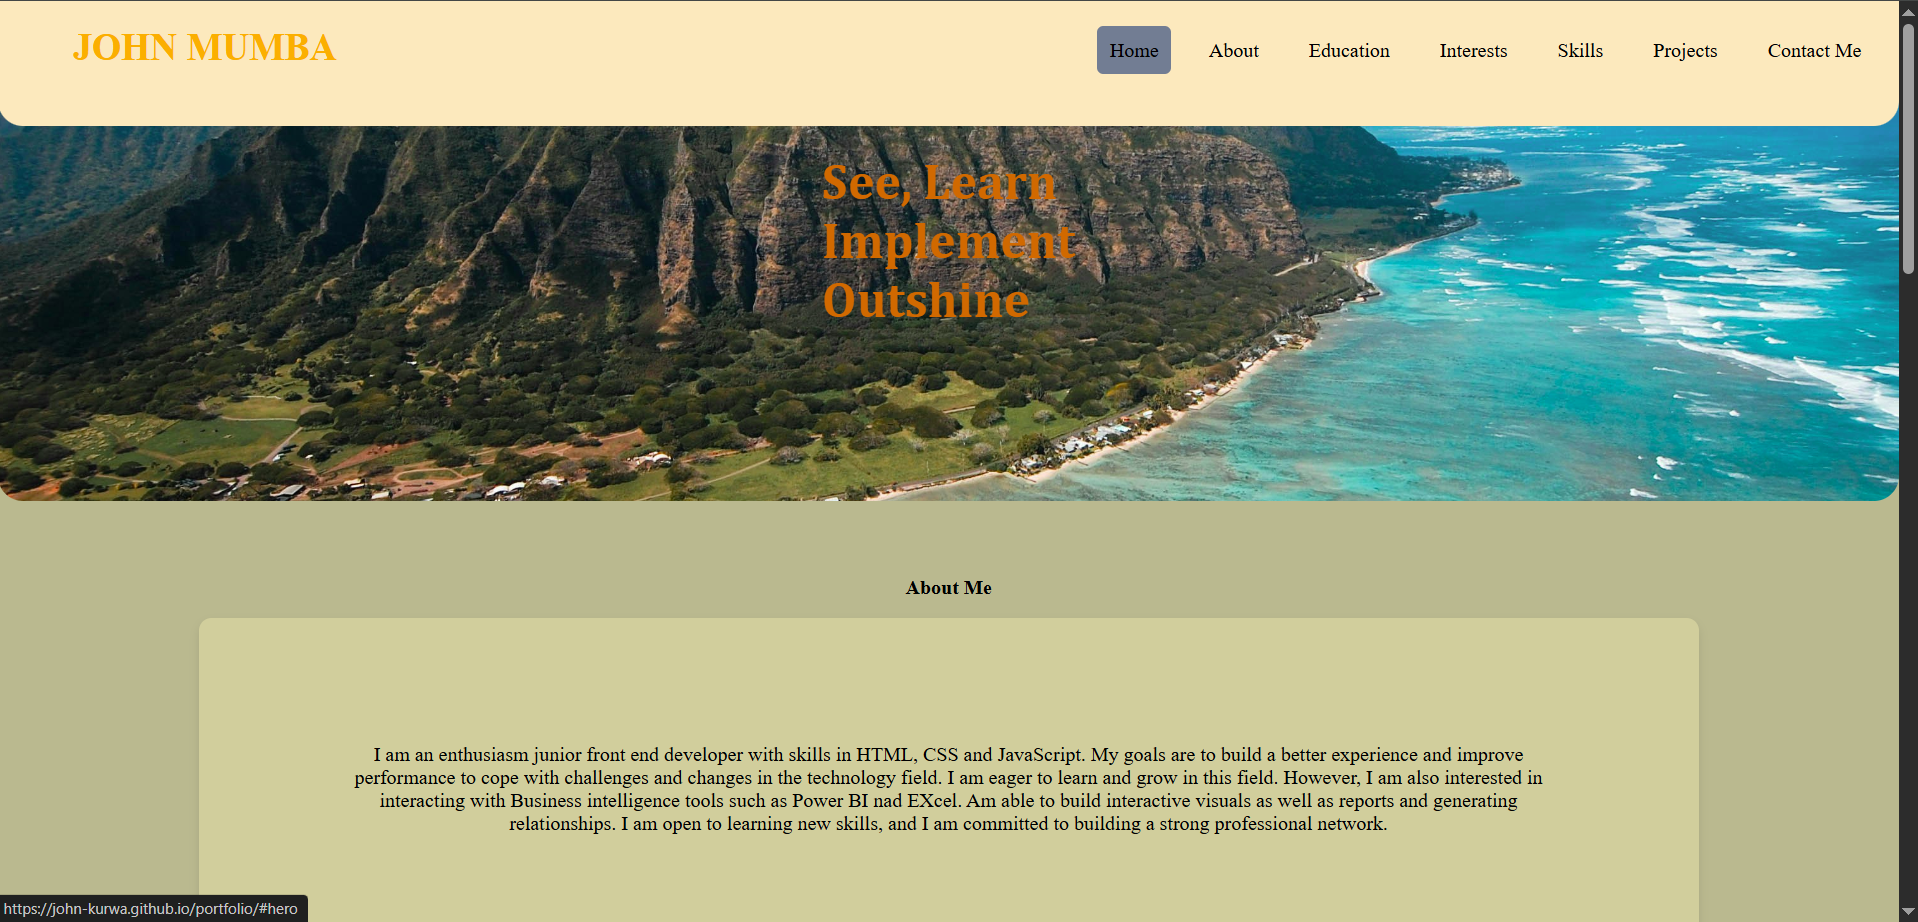 JOHN MUMBA
Home About Education Interests Skills Projects Contact Me
See, Learn
Implement
Outshine
About Me
I am an enthusiasm junior front end developer with skills in HTML, CSS and JavaScript. My goals are to build a better experience and improve
performance to cope with challenges and changes in the technology field. I am eager to learn and grow in this field. However, I am also interested in
interacting with Business intelligence tools such as Power BI nad EXcel. Am able to build interactive visuals as well as reports and generating
relationships. I am open to learning new skills, and I am committed to building a strong professional network.
https://john-kurwa.github.io/portfolio/#hero